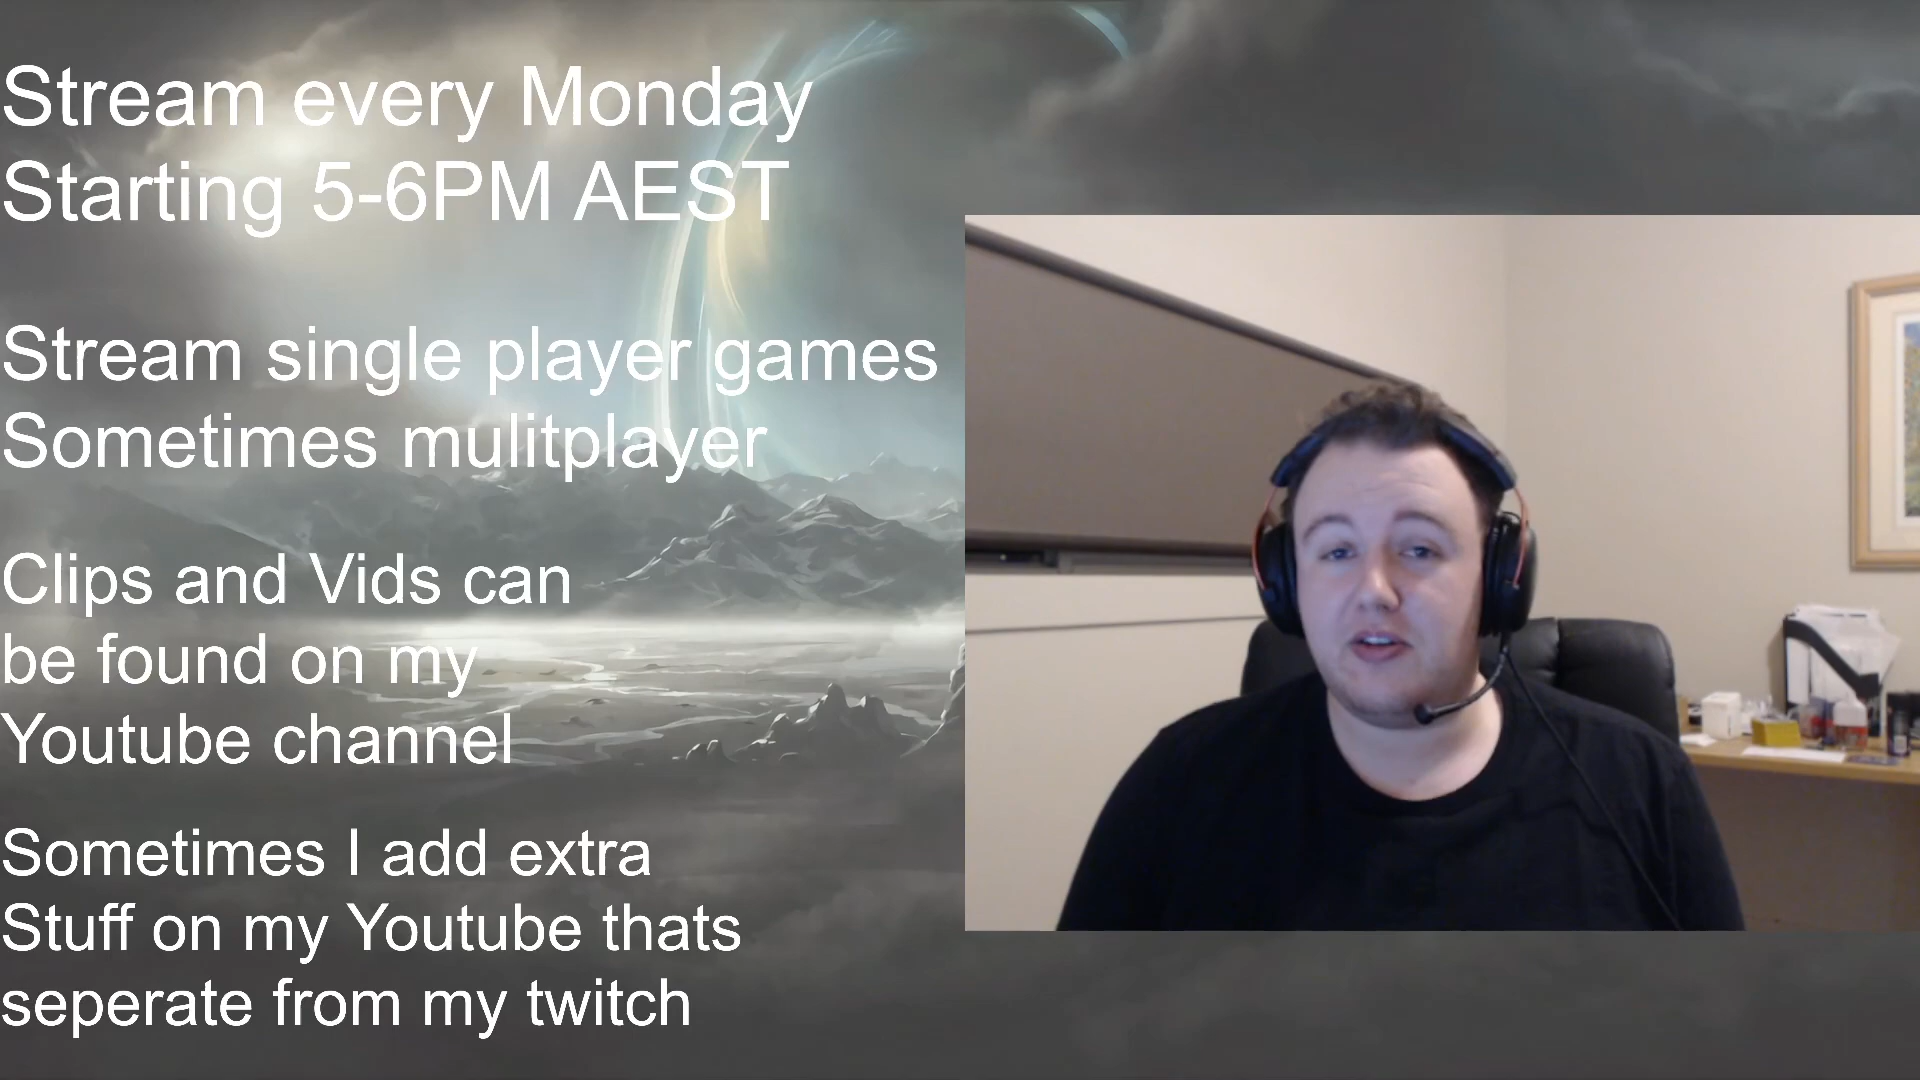 Stream every Monday
Starting 5-6PM AEST
Stream single player games
Sometimes mulitplayer
Clips and Vids can
be found on my
Youtube channel
Sometimes I add extra
Stuff on my Youtube thats
seperate from my twitch